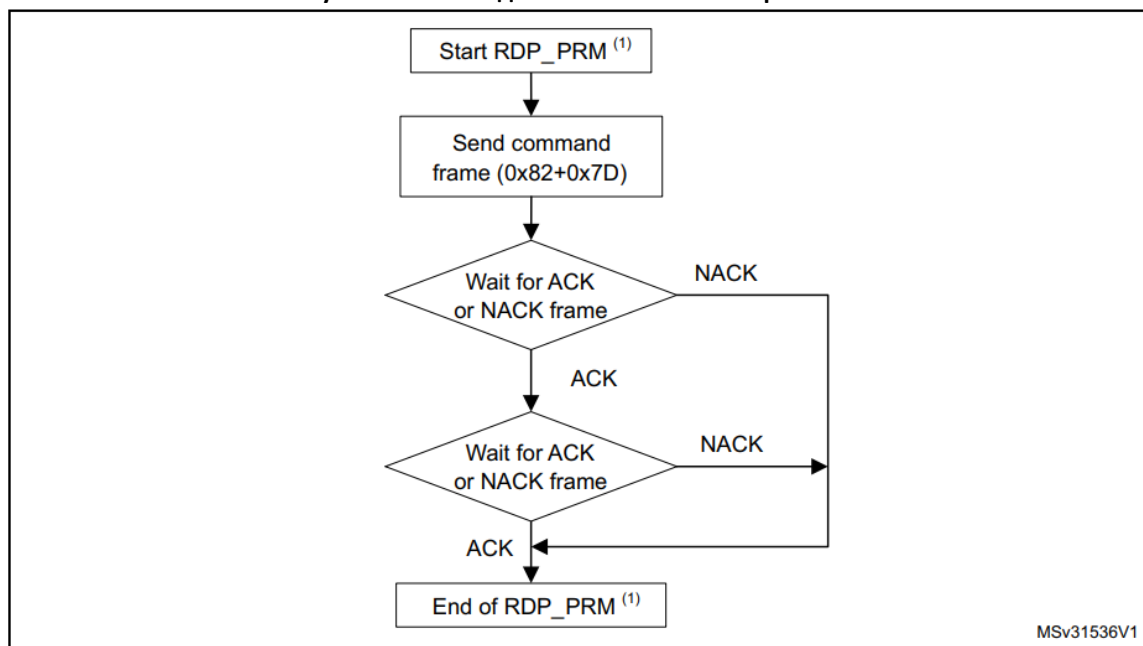 Start RDP_PRM (1)
Send command
frame (0x82+0x7D)
Wait for ACK
or NACK frame
NACK
ACK
Wait for ACK
or NACK frame
NACK
ACK
End of RDP_PRM (1)
MSv31536V1